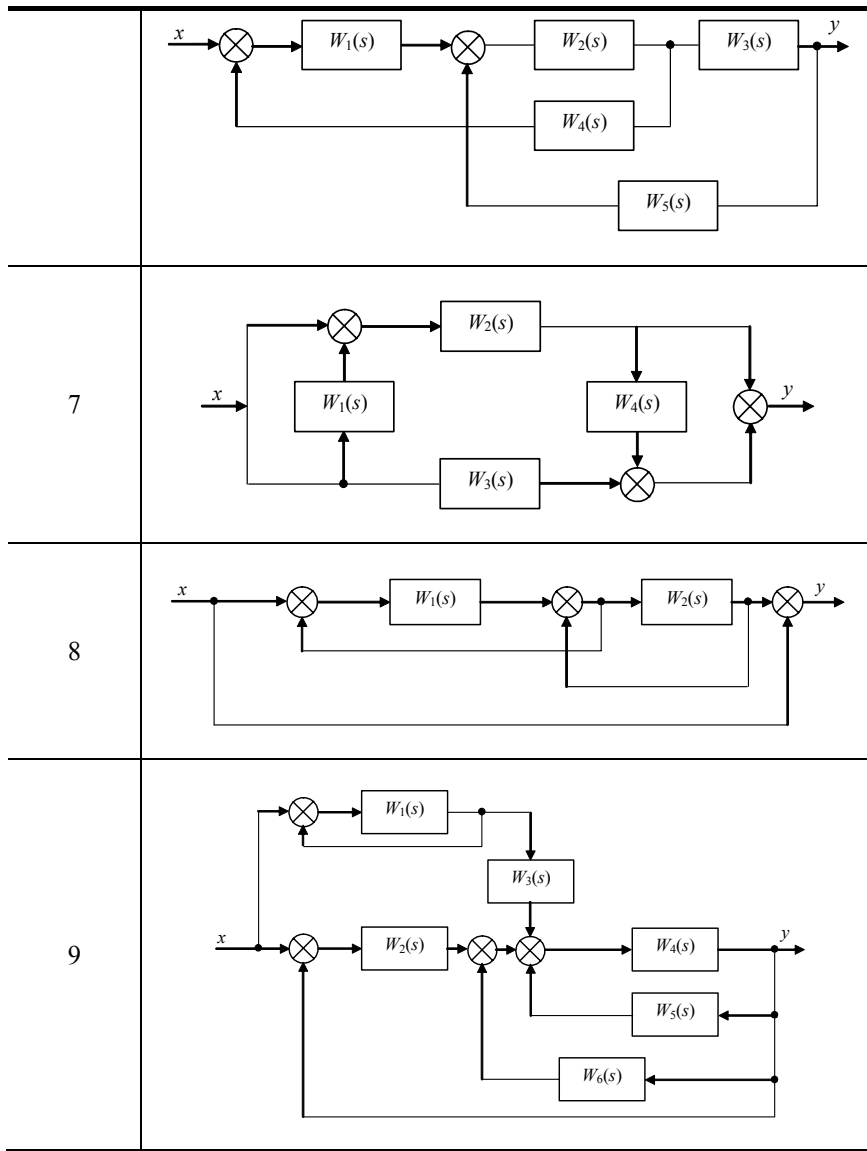 x W₁(s) W₂(s) W₃(s) y
W₄(s)
W₅(s)
W₂(s)
7 x W₁(s) W₄(s) y
W₃(s)
x W₁(s) W₂(s) y
8
W₁(s)
W₃(s)
9 x W₂(s) W₄(s) y
W₅(s)
W₆(s)